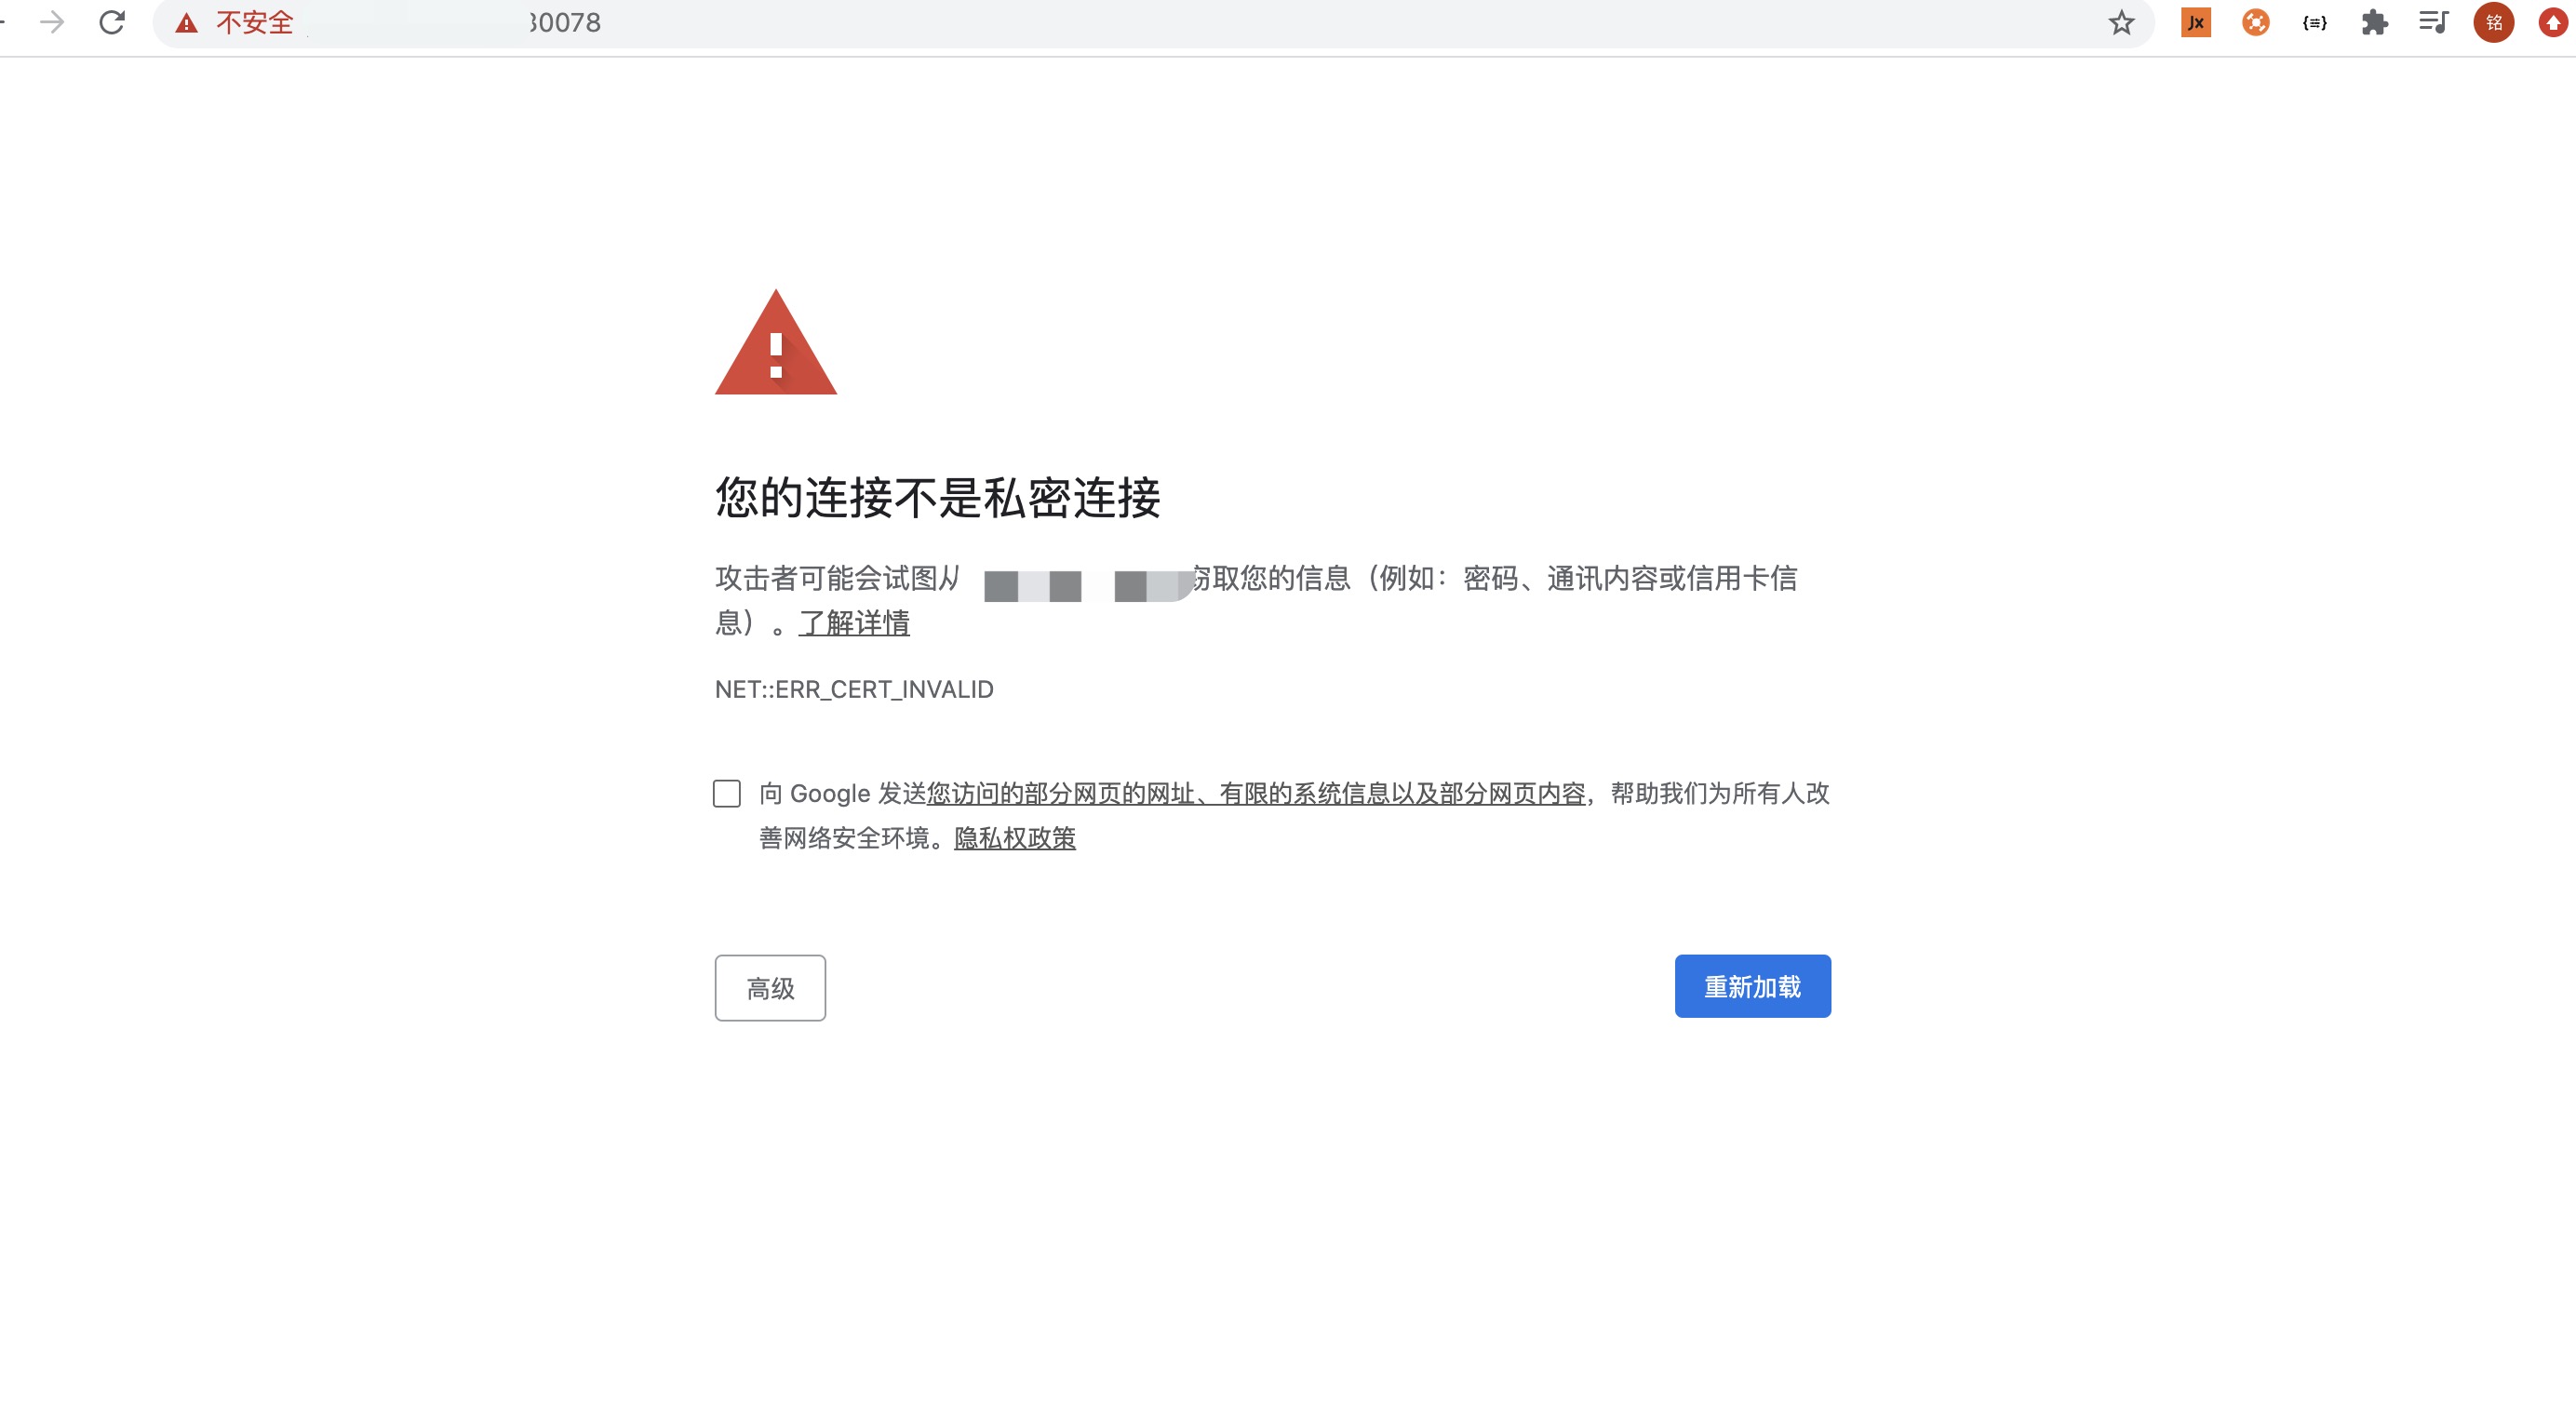 不安全 30078
Jx {≡} 铭
您的连接不是私密连接
攻击者可能会试图从 窃取您的信息（例如：密码、通讯内容或信用卡信
息）。了解详情
NET::ERR_CERT_INVALID
向 Google 发送您访问的部分网页的网址、有限的系统信息以及部分网页内容，帮助我们为所有人改
善网络安全环境。隐私权政策
高级 重新加载